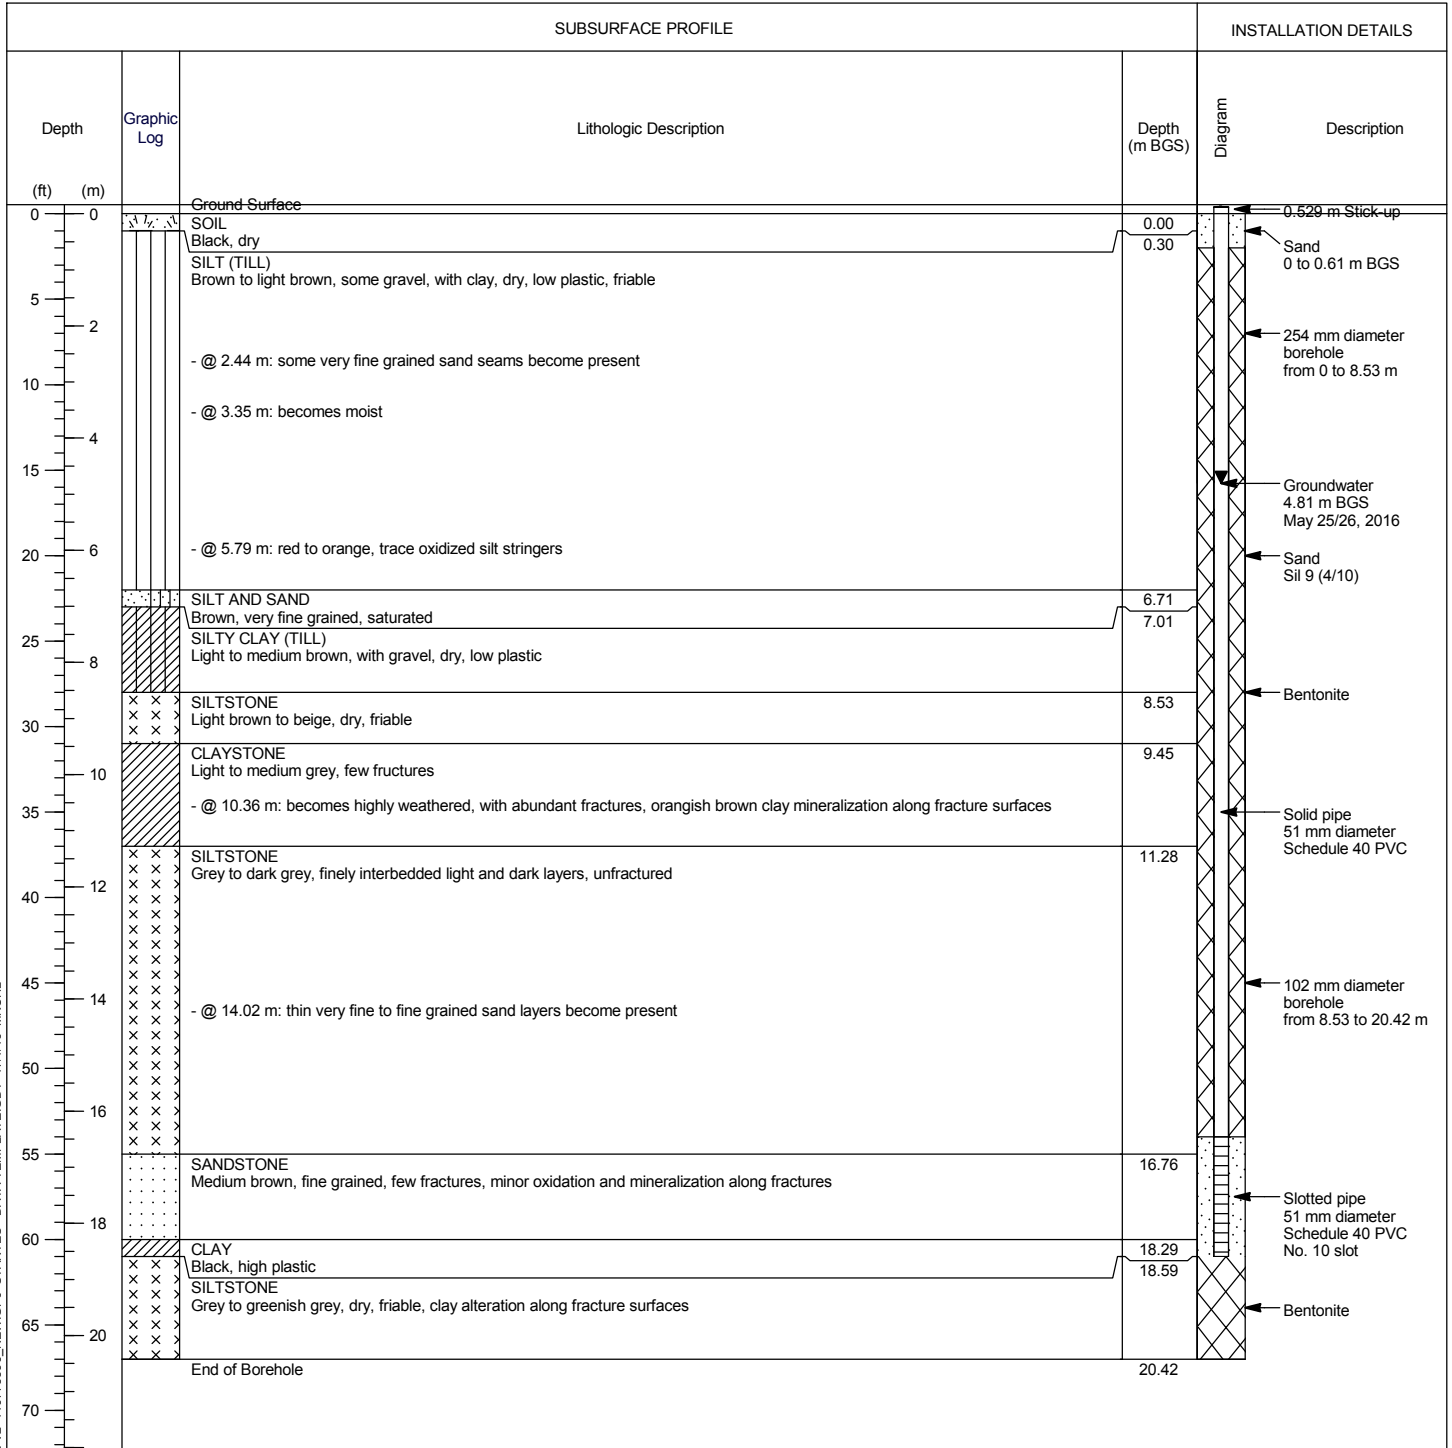 SUBSURFACE PROFILE
INSTALLATION DETAILS
Depth
Graphic
Log
Lithologic Description
Depth
(m BGS)
Diagram
Description
(ft)
(m)
Ground Surface
0
0
SOIL
Black, dry
0.00
0.30
0.529 m Stick-up
Sand
0 to 0.61 m BGS
SILT (TILL)
Brown to light brown, some gravel, with clay, dry, low plastic, friable
5
2
254 mm diameter
borehole
from 0 to 8.53 m
- @ 2.44 m: some very fine grained sand seams become present
10
- @ 3.35 m: becomes moist
4
15
Groundwater
4.81 m BGS
May 25/26, 2016
- @ 5.79 m: red to orange, trace oxidized silt stringers
20
6
Sand
Sil 9 (4/10)
SILT AND SAND
Brown, very fine grained, saturated
6.71
7.01
SILTY CLAY (TILL)
Light to medium brown, with gravel, dry, low plastic
25
8
SILTSTONE
Light brown to beige, dry, friable
8.53
Bentonite
30
CLAYSTONE
Light to medium grey, few fructures
9.45
10
- @ 10.36 m: becomes highly weathered, with abundant fractures, orangish brown clay mineralization along fracture surfaces
35
Solid pipe
51 mm diameter
Schedule 40 PVC
SILTSTONE
Grey to dark grey, finely interbedded light and dark layers, unfractured
11.28
12
40
45
14
102 mm diameter
borehole
from 8.53 to 20.42 m
- @ 14.02 m: thin very fine to fine grained sand layers become present
50
16
55
SANDSTONE
Medium brown, fine grained, few fractures, minor oxidation and mineralization along fractures
16.76
18
Slotted pipe
51 mm diameter
Schedule 40 PVC
No. 10 slot
60
CLAY
Black, high plastic
18.29
18.59
SILTSTONE
Grey to greenish grey, dry, friable, clay alteration along fracture surfaces
Bentonite
65
20
End of Borehole
20.42
70